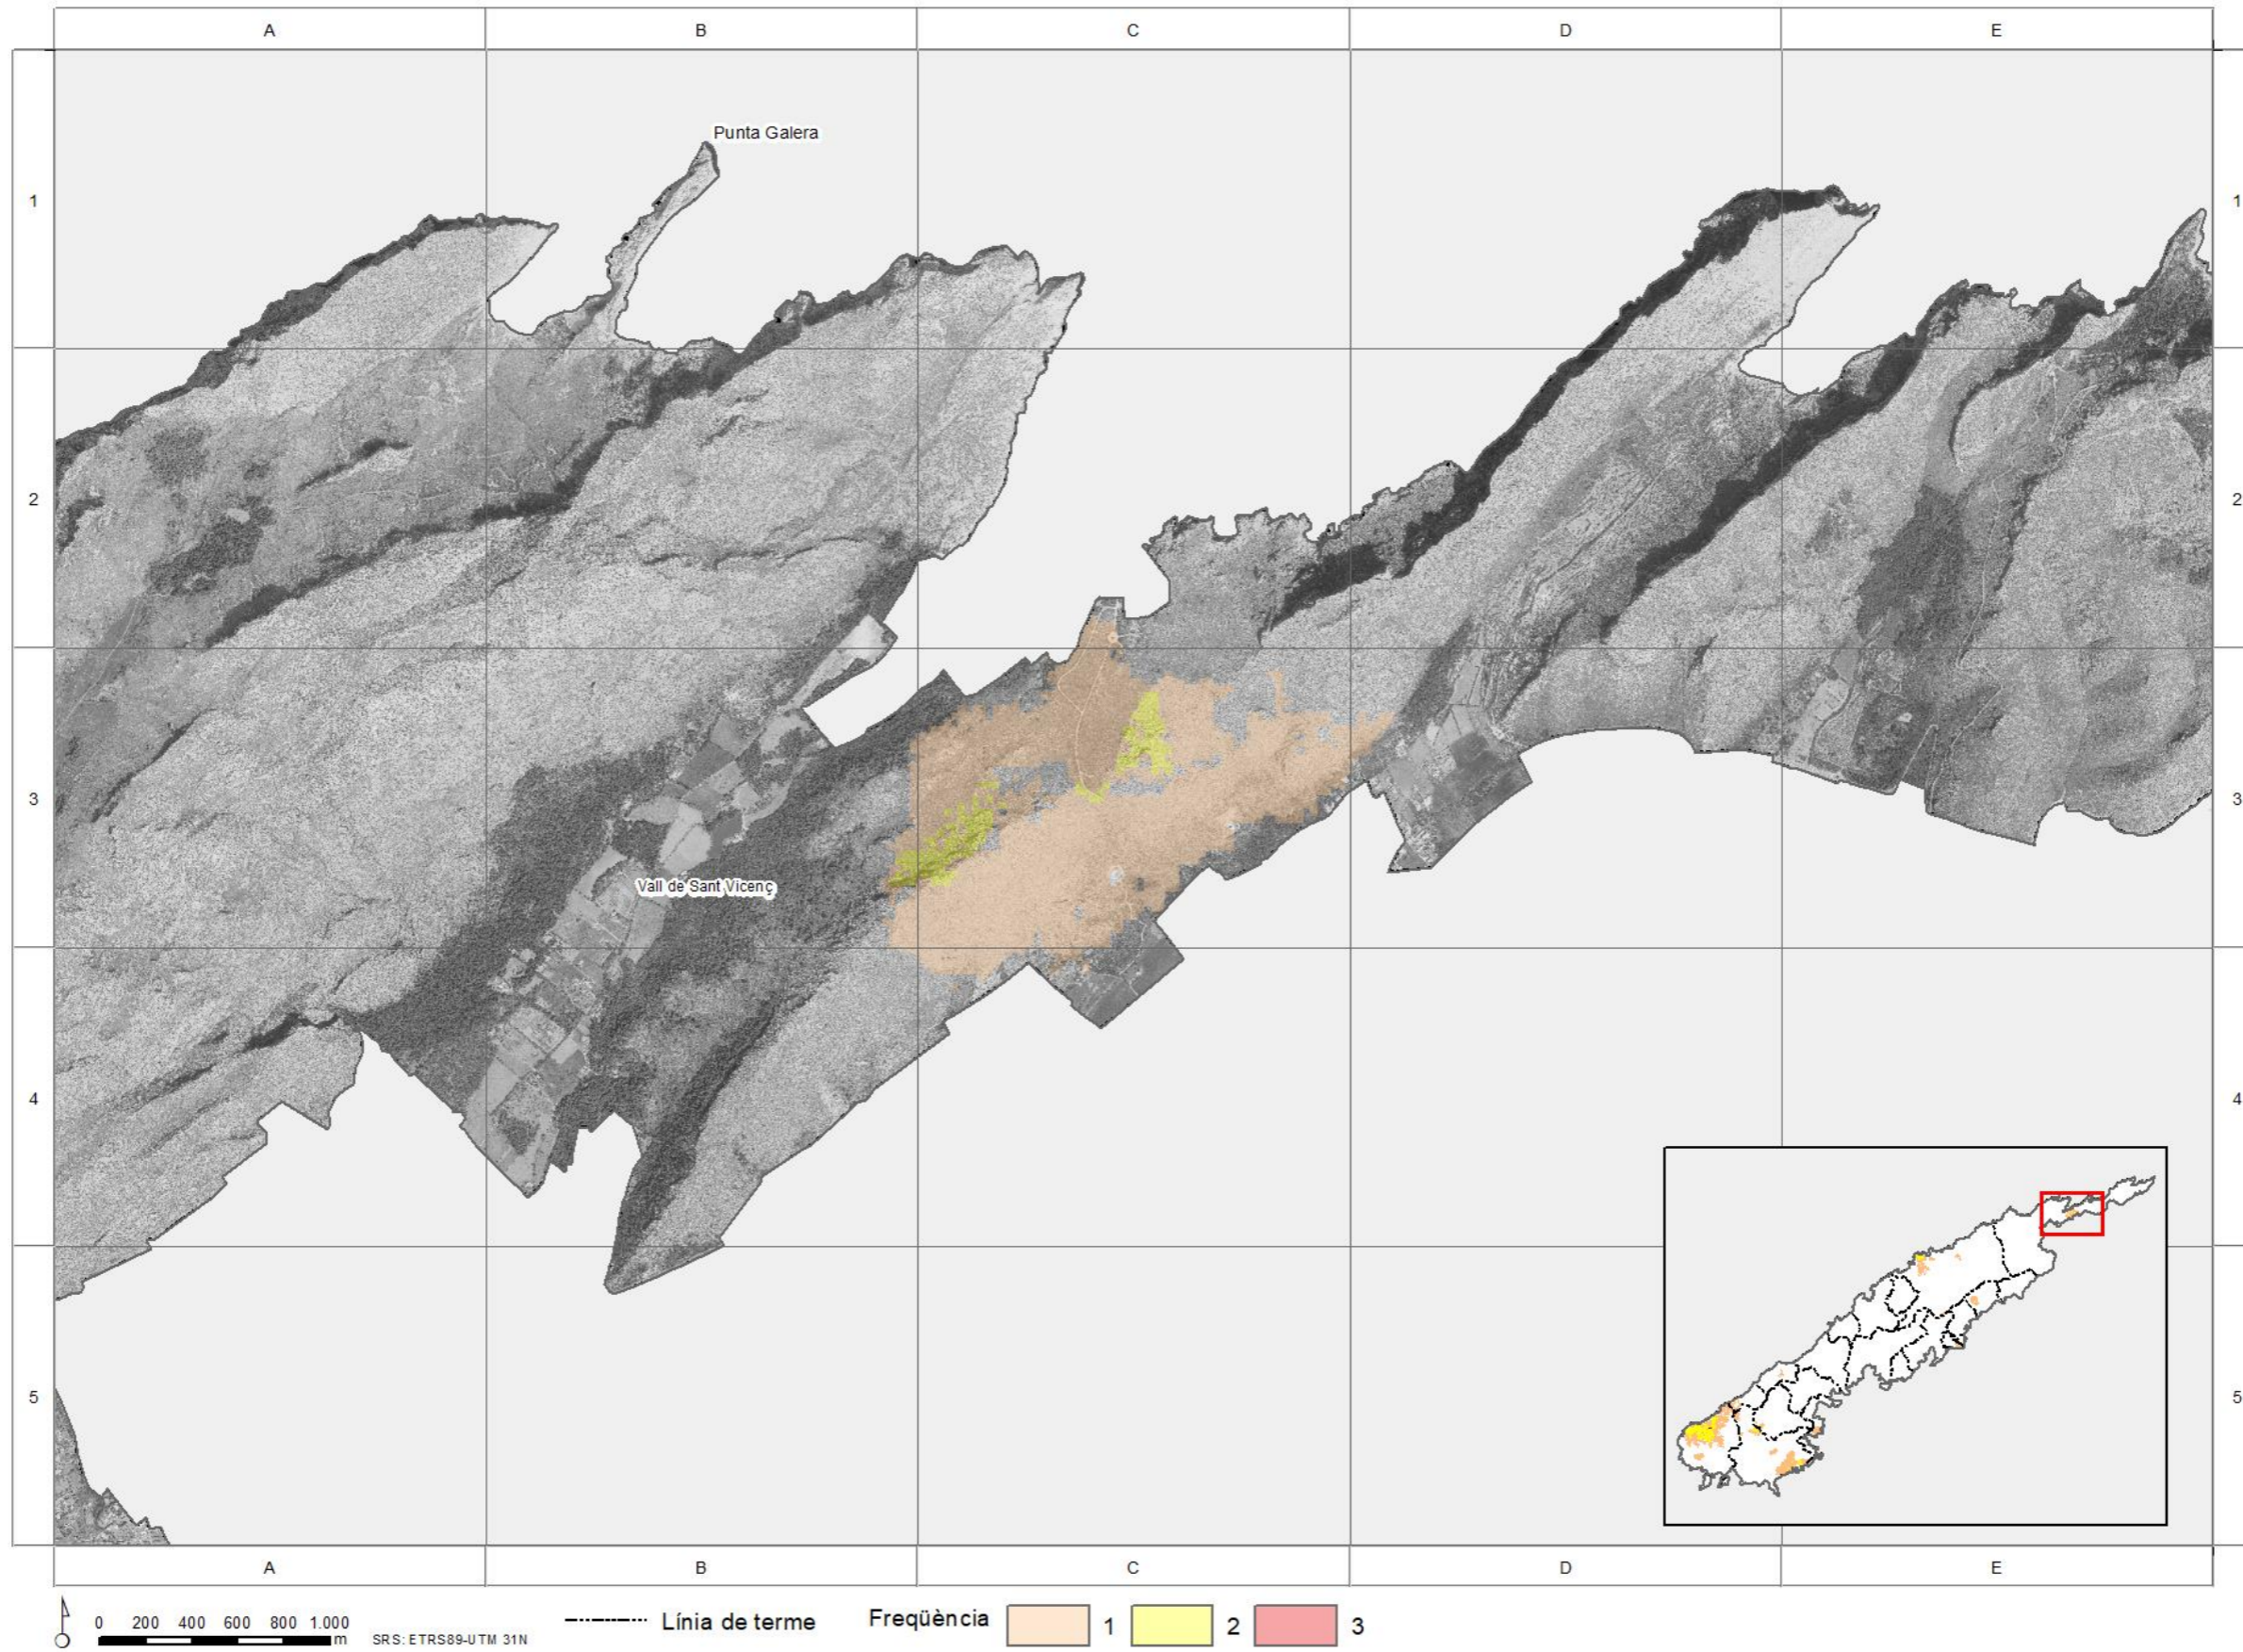 A B C D E
Punta Galera
1 1
2 2
3 3
Vall de Sant Vicenç
4 4
5 5
A B C D E
0 200 400 600 800 1.000
m SRS: ETRS89-UTM 31N
Línia de terme Freqüència 1 2 3